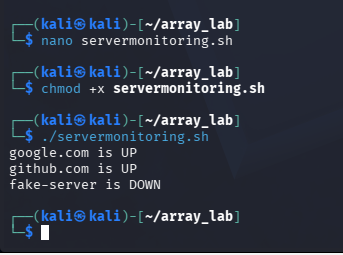 ┌──(kali㉿kali)-[~/array_lab]
└─$ nano servermonitoring.sh
┌──(kali㉿kali)-[~/array_lab]
└─$ chmod +x servermonitoring.sh
┌──(kali㉿kali)-[~/array_lab]
└─$ ./servermonitoring.sh
google.com is UP
github.com is UP
fake-server is DOWN
┌──(kali㉿kali)-[~/array_lab]
└─$